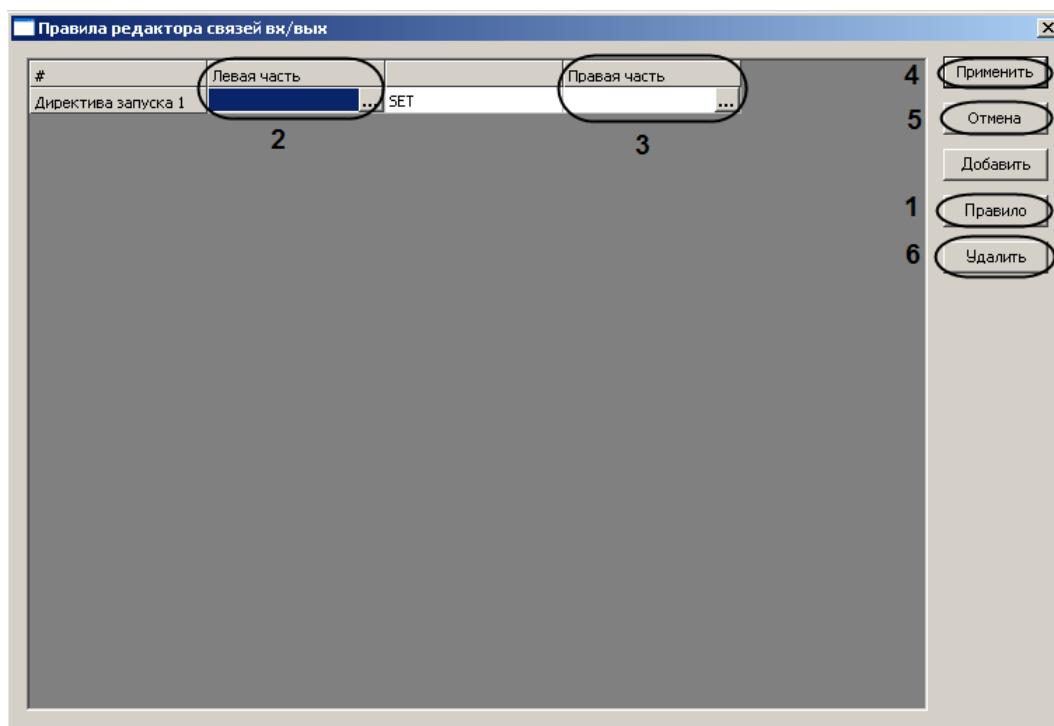 Правила редактора связей вх/вых
# Левая часть Правая часть
Директива запуска 1 ... SET ...
2
3
4 Применить
5 Отмена
Добавить
1 Правило
6 Удалить